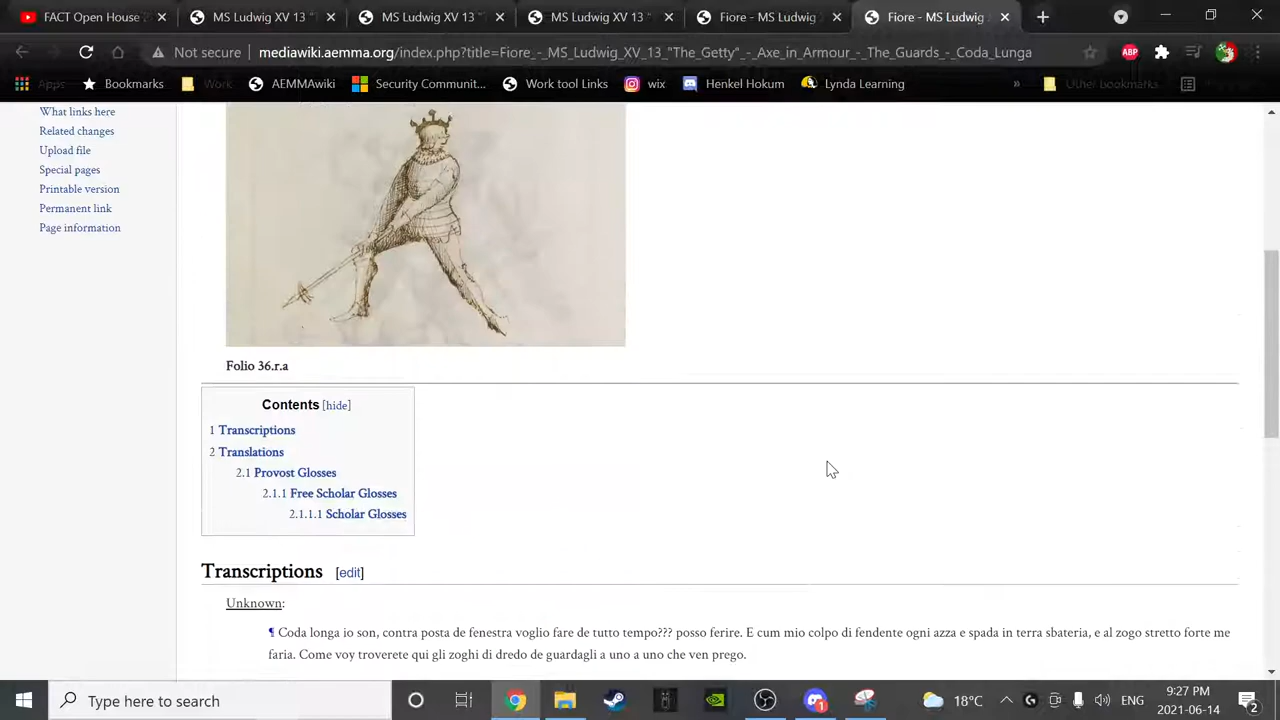 FACT Open House
MS Ludwig XV 13 "
MS Ludwig XV 13 "
MS Ludwig XV 13 "
Fiore - MS Ludwig
Fiore - MS Ludwig
Not secure
mediawiki.aemma.org/index.php?title=Fiore_-_MS_Ludwig_XV_13_"The_Getty"_-_Axe_in_Armour_-_The_Guards_-_Coda_Lunga
ABP
Apps
Bookmarks
Work
AEMMAwiki
Security Communit...
Work tool Links
wix
Henkel Hokum
Lynda Learning
»
Other bookmarks
What links here
Related changes
Upload file
Special pages
Printable version
Permanent link
Page information
Folio 36.r.a
Contents [hide]
1 Transcriptions
2 Translations
2.1 Provost Glosses
2.1.1 Free Scholar Glosses
2.1.1.1 Scholar Glosses
Transcriptions [edit]
Unknown:
¶ Coda longa io son, contra posta de fenestra voglio fare de tutto tempo??? posso ferire. E cum mio colpo di fendente ogni azza e spada in terra sbateria, e al zogo stretto forte me
faria. Come voy troverete qui gli zoghi di dredo de guardagli a uno a uno che ven prego.
Type here to search
1
18°C
ENG
9:27 PM
2021-06-14
2